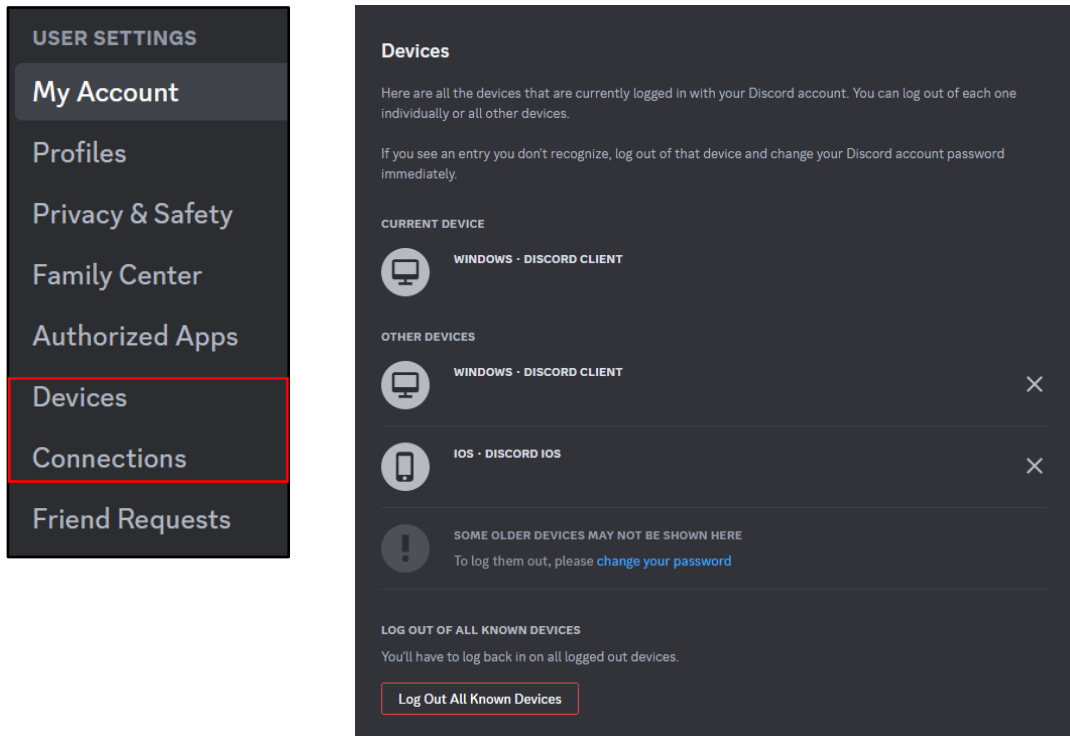 USER SETTINGS
My Account
Profiles
Privacy & Safety
Family Center
Authorized Apps
Devices
Connections
Friend Requests
Devices
Here are all the devices that are currently logged in with your Discord account. You can log out of each one
individually or all other devices.
If you see an entry you don't recognize, log out of that device and change your Discord account password
immediately.
CURRENT DEVICE
WINDOWS · DISCORD CLIENT
OTHER DEVICES
WINDOWS · DISCORD CLIENT
IOS · DISCORD IOS
SOME OLDER DEVICES MAY NOT BE SHOWN HERE
To log them out, please change your password
LOG OUT OF ALL KNOWN DEVICES
You'll have to log back in on all logged out devices.
Log Out All Known Devices